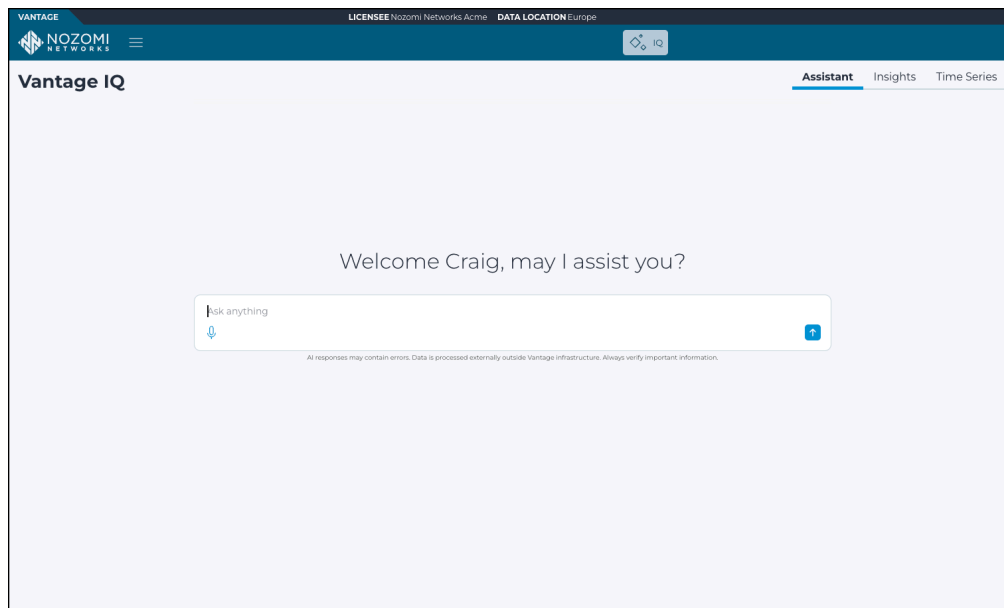 VANTAGE
LICENSEE Nozomi Networks Acme DATA LOCATION Europe
NOZOMI
NETWORKS
IQ
Vantage IQ
Assistant Insights Time Series
Welcome Craig, may I assist you?
Ask anything
AI responses may contain errors. Data is processed externally outside Vantage infrastructure. Always verify important information.